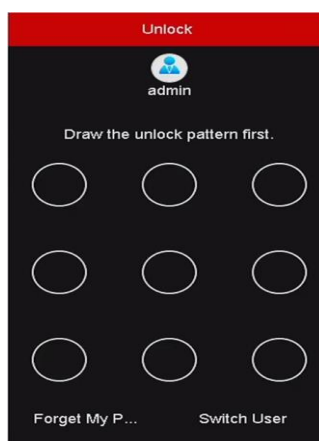 Unlock
admin
Draw the unlock pattern first.
Forget My P... Switch User